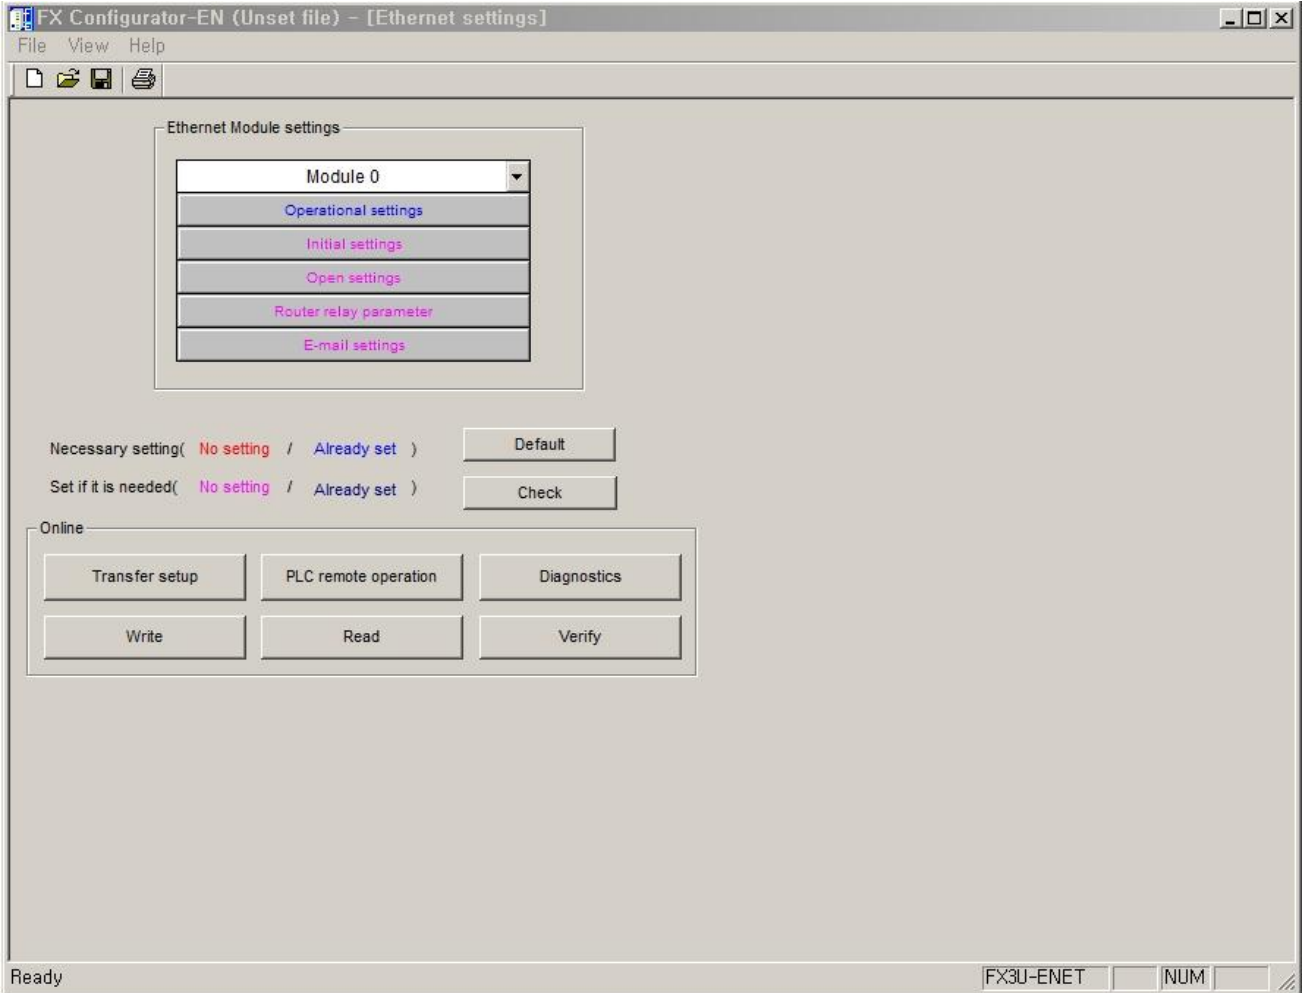 FX Configurator-EN (Unset file) - [Ethernet settings]
File View Help
Ethernet Module settings
Module 0
Operational settings
Initial settings
Open settings
Router relay parameter
E-mail settings
Necessary setting( No setting / Already set )
Default
Set if it is needed( No setting / Already set )
Check
Online
Transfer setup PLC remote operation Diagnostics
Write Read Verify
Ready FX3U-ENET NUM